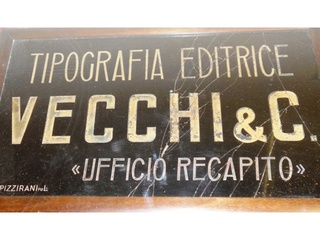 TIPOGRAFIA EDITRICE
VECCHI & C.
«UFFICIO RECAPITO»